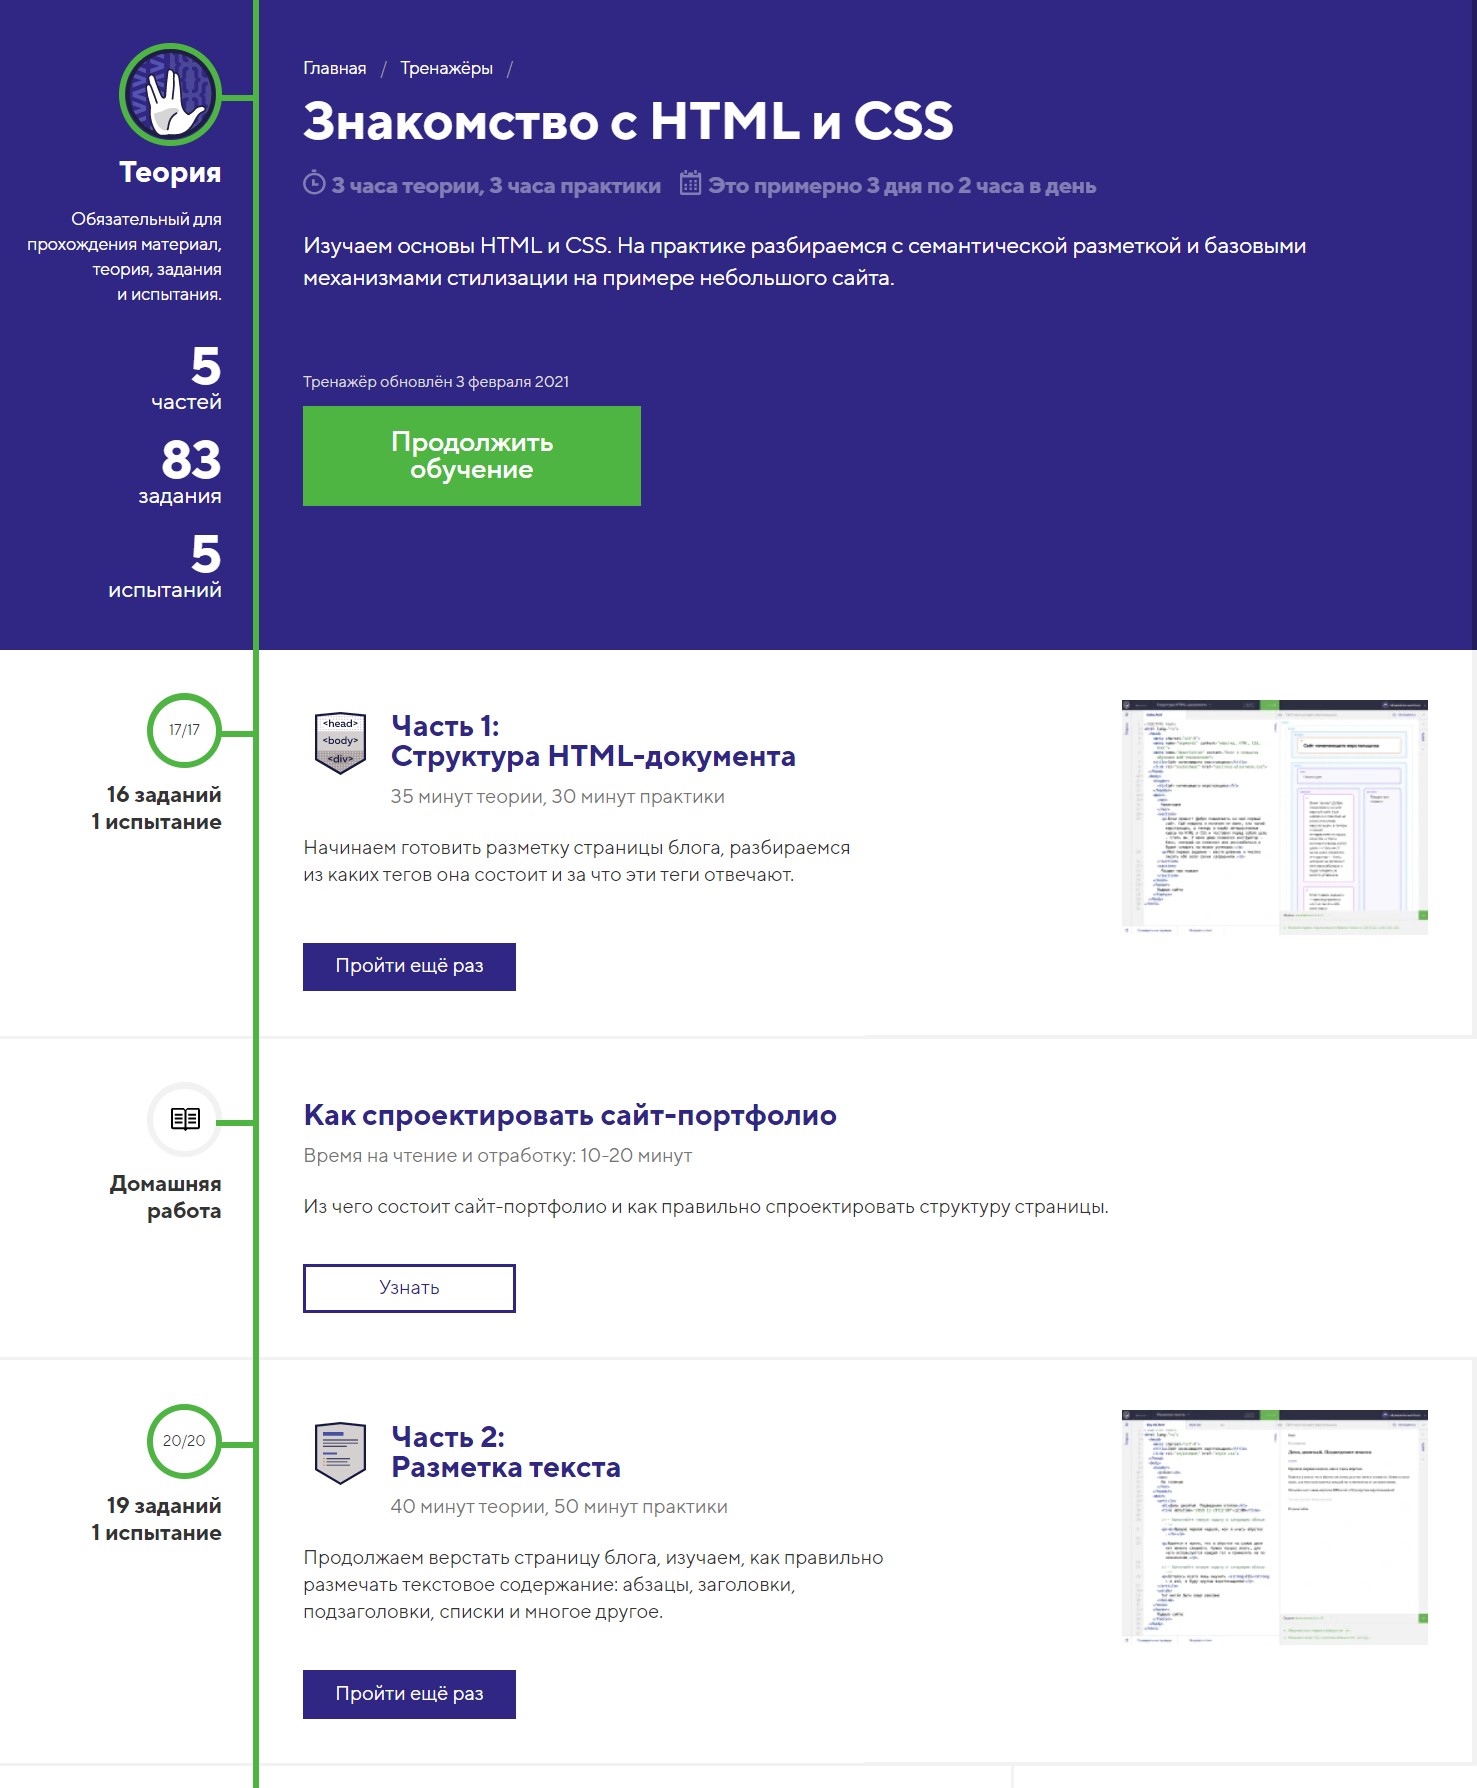 Теория
Обязательный для
прохождения материал,
теория, задания
и испытания.
5
частей
83
задания
5
испытаний
Главная / Тренажёры /
Знакомство с HTML и CSS
3 часа теории, 3 часа практики Это примерно 3 дня по 2 часа в день
Изучаем основы HTML и CSS. На практике разбираемся с семантической разметкой и базовыми
механизмами стилизации на примере небольшого сайта.
Тренажёр обновлён 3 февраля 2021
Продолжить
обучение
17/17
16 заданий
1 испытание
<head>
<body>
<div>
Часть 1:
Структура HTML-документа
35 минут теории, 30 минут практики
Начинаем готовить разметку страницы блога, разбираемся
из каких тегов она состоит и за что эти теги отвечают.
Пройти ещё раз
Сайт начинающего верстальщика
Домашняя
работа
Как спроектировать сайт-портфолио
Время на чтение и отработку: 10-20 минут
Из чего состоит сайт-портфолио и как правильно спроектировать структуру страницы.
Узнать
20/20
19 заданий
1 испытание
Часть 2:
Разметка текста
40 минут теории, 50 минут практики
Продолжаем верстать страницу блога, изучаем, как правильно
размечать текстовое содержание: абзацы, заголовки,
подзаголовки, списки и многое другое.
Пройти ещё раз